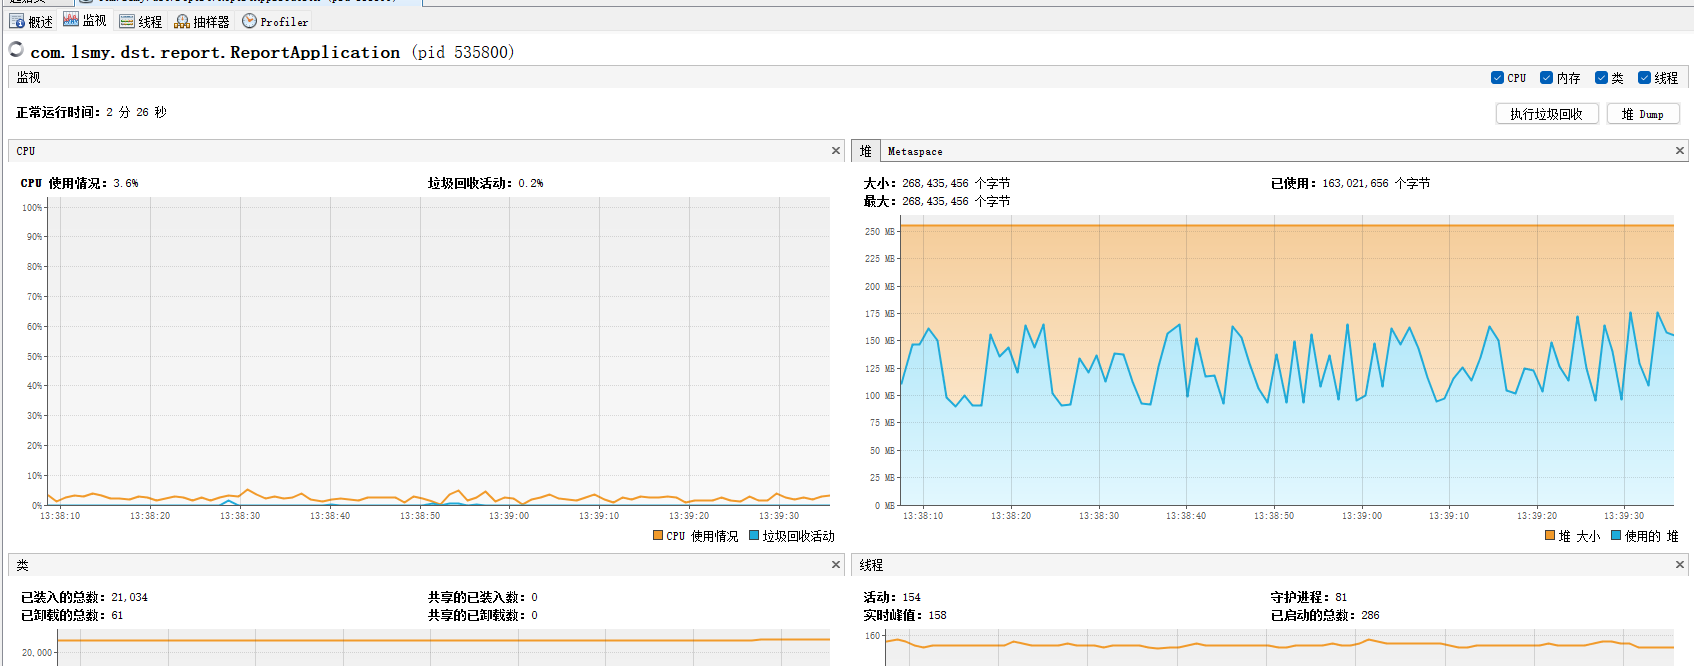 概述 监视 线程 抽样器 Profiler
com.lsmy.dst.report.ReportApplication (pid 535800)
监视
CPU 内存 类 线程
正常运行时间: 2 分 26 秒
执行垃圾回收 堆 Dump
CPU
CPU 使用情况: 3.6% 垃圾回收活动: 0.2%
100%
90%
80%
70%
60%
50%
40%
30%
20%
10%
0%
13:38:10 13:38:20 13:38:30 13:38:40 13:38:50 13:39:00 13:39:10 13:39:20 13:39:30
CPU 使用情况 垃圾回收活动
堆 Metaspace
大小: 268,435,456 个字节 已使用: 163,021,656 个字节
最大: 268,435,456 个字节
250 MB
225 MB
200 MB
175 MB
150 MB
125 MB
100 MB
75 MB
50 MB
25 MB
0 MB
13:38:10 13:38:20 13:38:30 13:38:40 13:38:50 13:39:00 13:39:10 13:39:20 13:39:30
堆 大小 使用的 堆
类
已装入的总数: 21,034 共享的已装入数: 0
已卸载的总数: 61 共享的已卸载数: 0
20,000
线程
活动: 154 守护进程: 81
实时峰值: 158 已启动的总数: 286
160